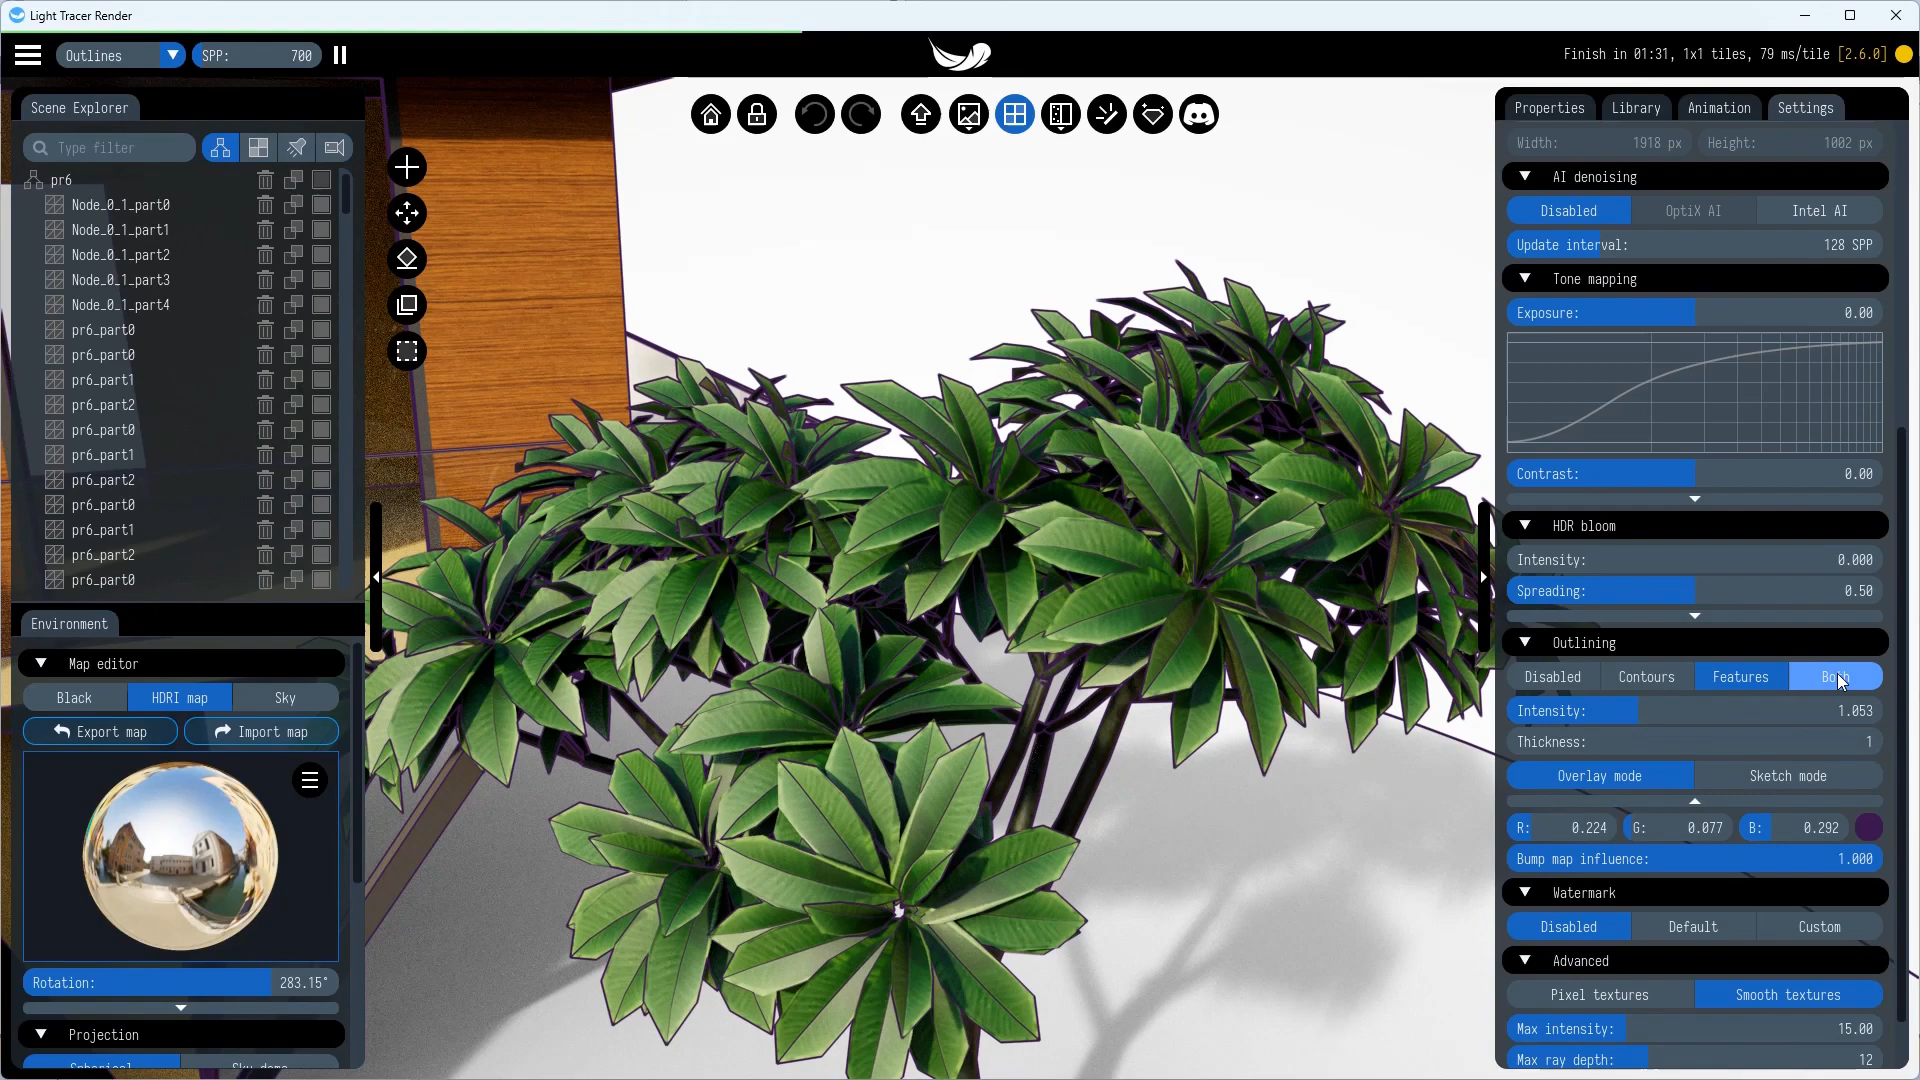 Light Tracer Render
Outlines
SPP: 700
Finish in 01:31, 1x1 tiles, 79 ms/tile [2.6.0]
Scene Explorer
Type filter
pr6
Node_0_1_part0
Node_0_1_part1
Node_0_1_part2
Node_0_1_part3
Node_0_1_part4
pr6_part0
pr6_part0
pr6_part1
pr6_part2
pr6_part0
pr6_part1
pr6_part2
pr6_part0
pr6_part1
pr6_part2
pr6_part0
Environment
Map editor
Black HDRI map Sky
Export map Import map
Rotation: 283.15°
Projection
Spherical Sky dome
Properties Library Animation Settings
Width: 1918 px Height: 1002 px
AI denoising
Disabled OptiX AI Intel AI
Update interval: 128 SPP
Tone mapping
Exposure: 0.00
Contrast: 0.00
HDR bloom
Intensity: 0.000
Spreading: 0.50
Outlining
Disabled Contours Features Both
Intensity: 1.053
Thickness: 1
Overlay mode Sketch mode
R: 0.224 G: 0.077 B: 0.292
Bump map influence: 1.000
Watermark
Disabled Default Custom
Advanced
Pixel textures Smooth textures
Max intensity: 15.00
Max ray depth: 12